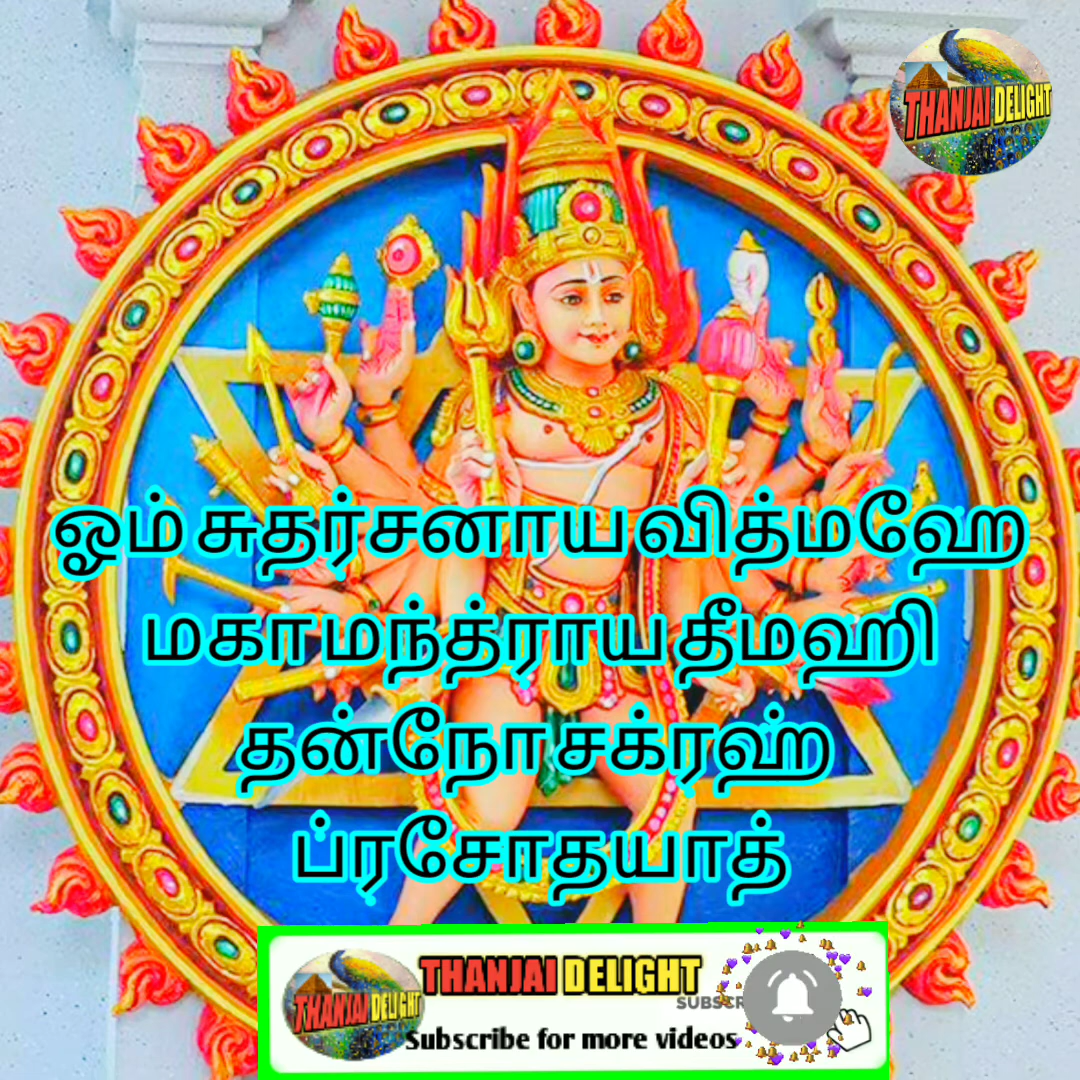 THANJAI DELIGHT
ஓம் சுதர்சனாய வித்மஹே
மகா மந்த்ராய தீமஹி
தன்நோ சக்ரஹ்
ப்ரசோதயாத்
THANJAI DELIGHT
THANJAI DELIGHT
Subscribe for more videos